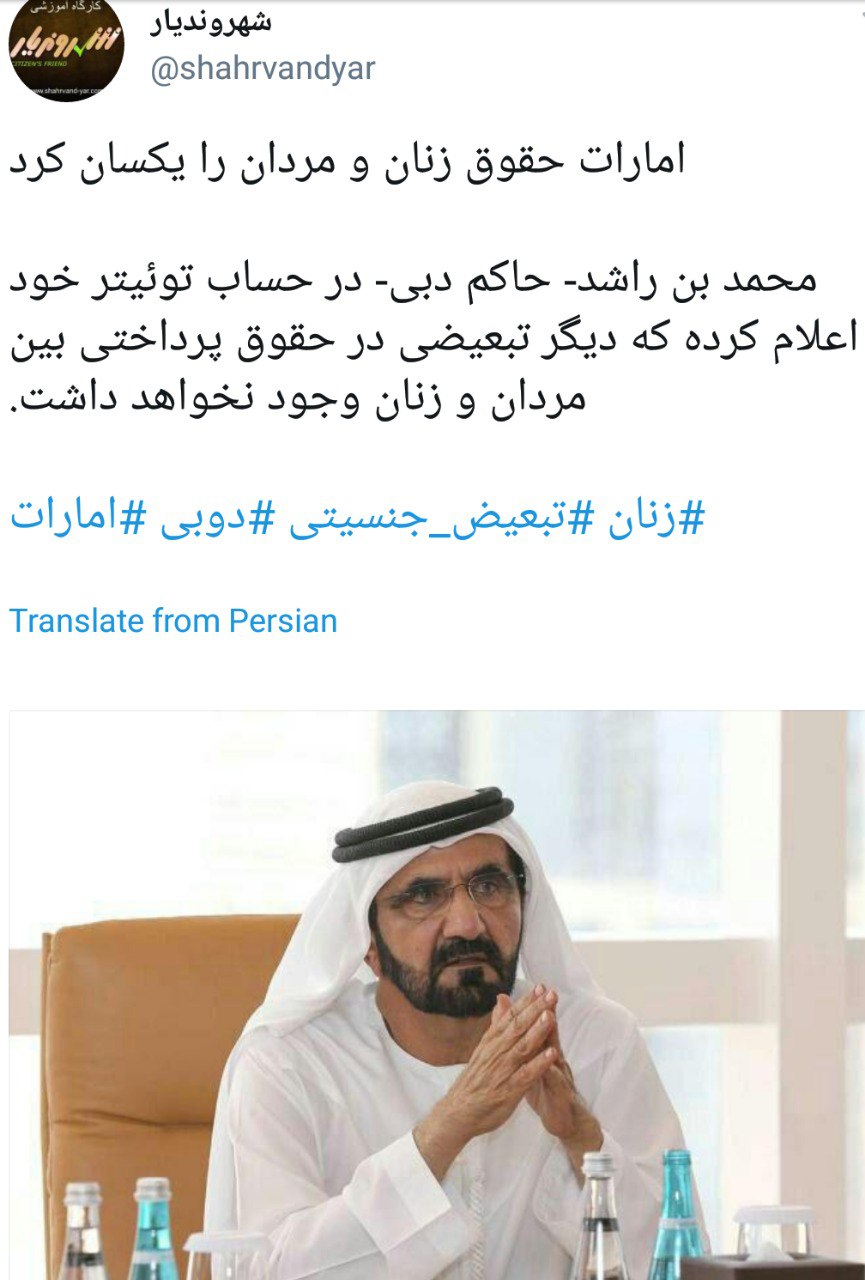 کارگاه آموزشی
شهروندیار
CITIZEN'S FRIEND
www.shahrvand-yar.com
شهروندیار
@shahrvandyar
امارات حقوق زنان و مردان را یکسان کرد
محمد بن راشد- حاکم دبی- در حساب توئیتر خود
اعلام کرده که دیگر تبعیضی در حقوق پرداختی بین
مردان و زنان وجود نخواهد داشت.
#زنان #تبعیض_جنسیتی #دوبی #امارات
Translate from Persian